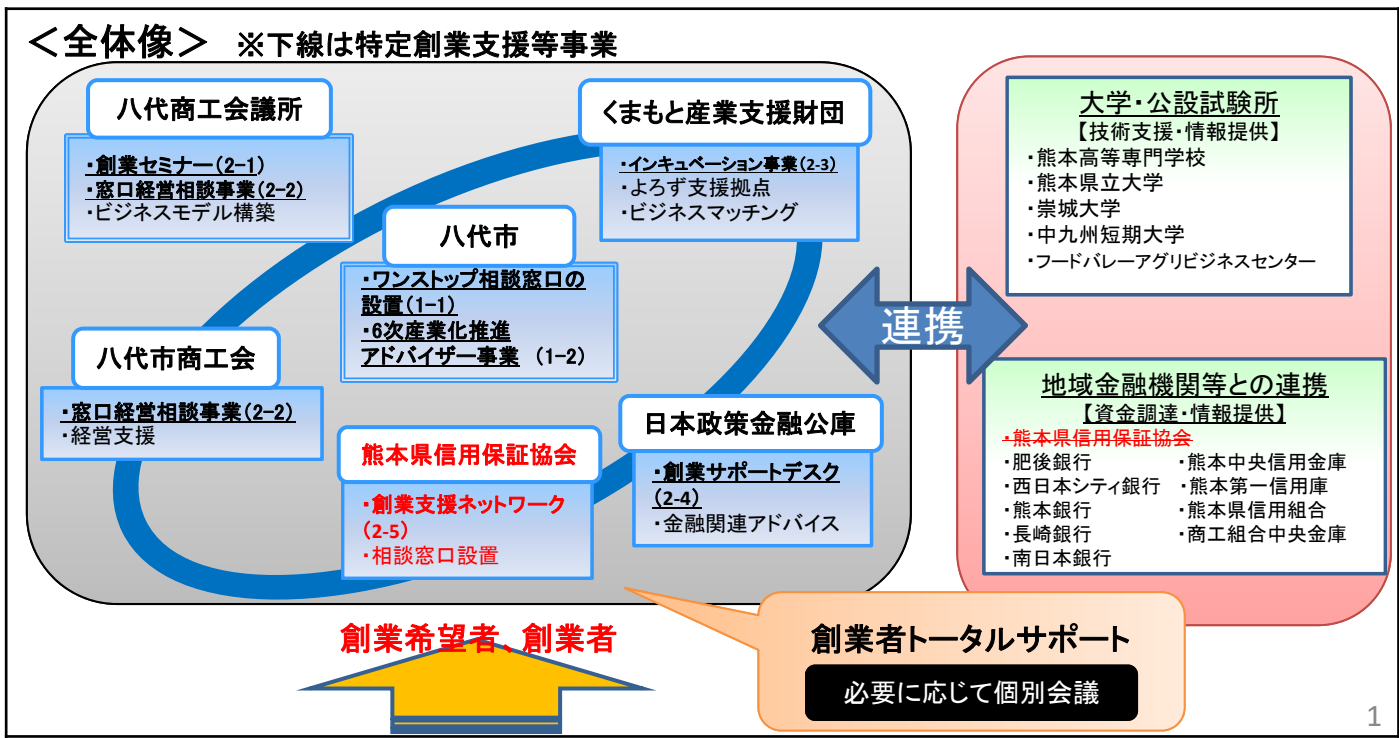 ＜全体像＞ ※下線は特定創業支援等事業
八代商工会議所
・創業セミナー(2-1)
・窓口経営相談事業(2-2)
・ビジネスモデル構築
くまもと産業支援財団
・インキュベーション事業(2-3)
・よろず支援拠点
・ビジネスマッチング
八代市
・ワンストップ相談窓口の
設置(1-1)
・6次産業化推進
アドバイザー事業 (1-2)
八代市商工会
・窓口経営相談事業(2-2)
・経営支援
熊本県信用保証協会
・創業支援ネットワーク
(2-5)
・相談窓口設置
日本政策金融公庫
・創業サポートデスク
(2-4)
・金融関連アドバイス
連携
大学・公設試験所
【技術支援・情報提供】
・熊本高等専門学校
・熊本県立大学
・崇城大学
・中九州短期大学
・フードバレーアグリビジネスセンター
地域金融機関等との連携
【資金調達・情報提供】
・熊本県信用保証協会
・肥後銀行 ・熊本中央信用金庫
・西日本シティ銀行 ・熊本第一信用庫
・熊本銀行 ・熊本県信用組合
・長崎銀行 ・商工組合中央金庫
・南日本銀行
創業希望者、創業者
創業者トータルサポート
必要に応じて個別会議
1